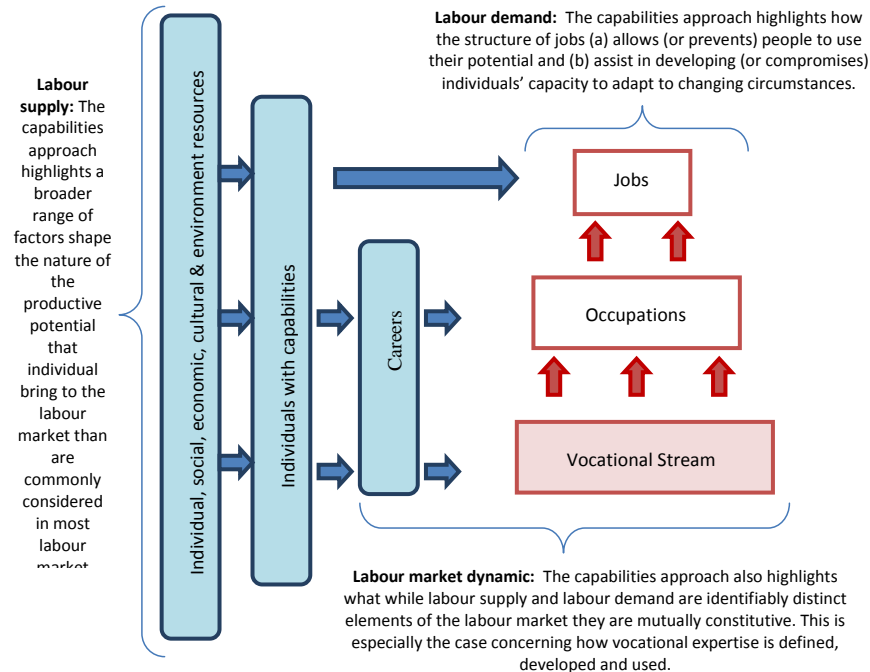 Labour
supply: The
capabilities
approach
highlights a
broader
range of
factors shape
the nature of
the
productive
potential
that
individual
bring to the
labour
market than
are
commonly
considered
in most
labour
market
Individual, social, economic, cultural & environment resources
Individuals with capabilities
Careers
Labour demand: The capabilities approach highlights how
the structure of jobs (a) allows (or prevents) people to use
their potential and (b) assist in developing (or compromises)
individuals’ capacity to adapt to changing circumstances.
Jobs
Occupations
Vocational Stream
Labour market dynamic: The capabilities approach also highlights
what while labour supply and labour demand are identifiably distinct
elements of the labour market they are mutually constitutive. This is
especially the case concerning how vocational expertise is defined,
developed and used.